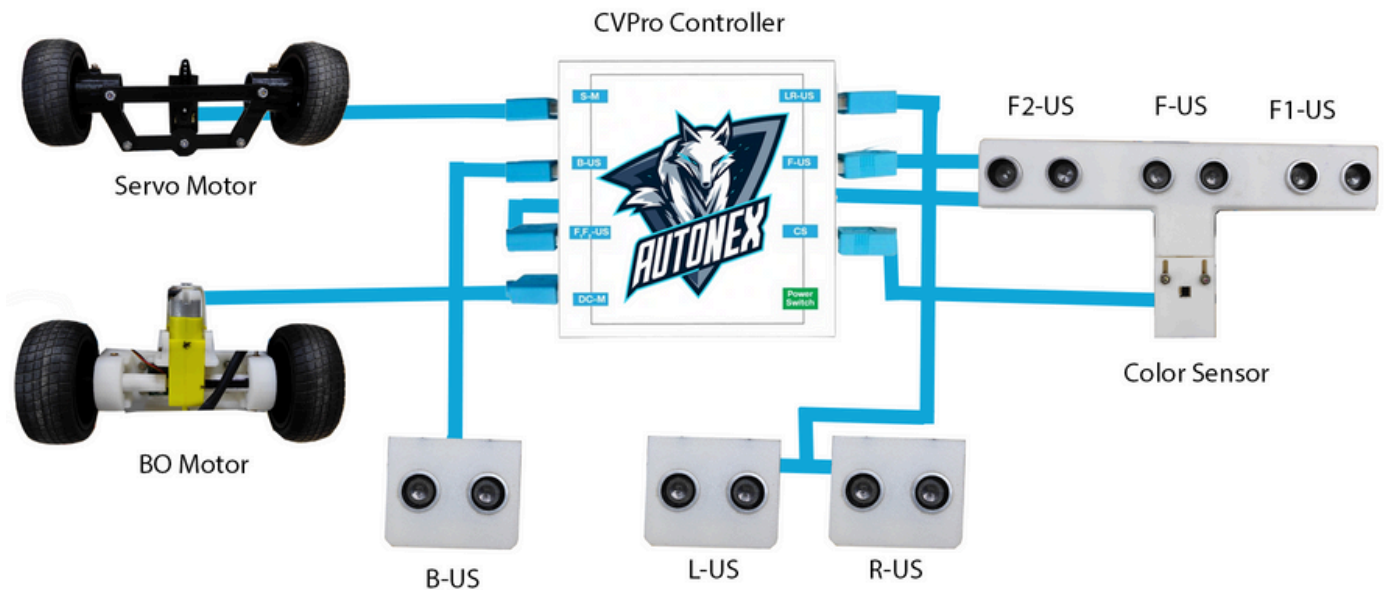 CVPro Controller
S-M
LR-US
F2-US
F-US
F1-US
B-US
F-US
Servo Motor
F₁F₂-US
CS
AUTONEX
DC-M
Power
Switch
Color Sensor
BO Motor
B-US
L-US
R-US